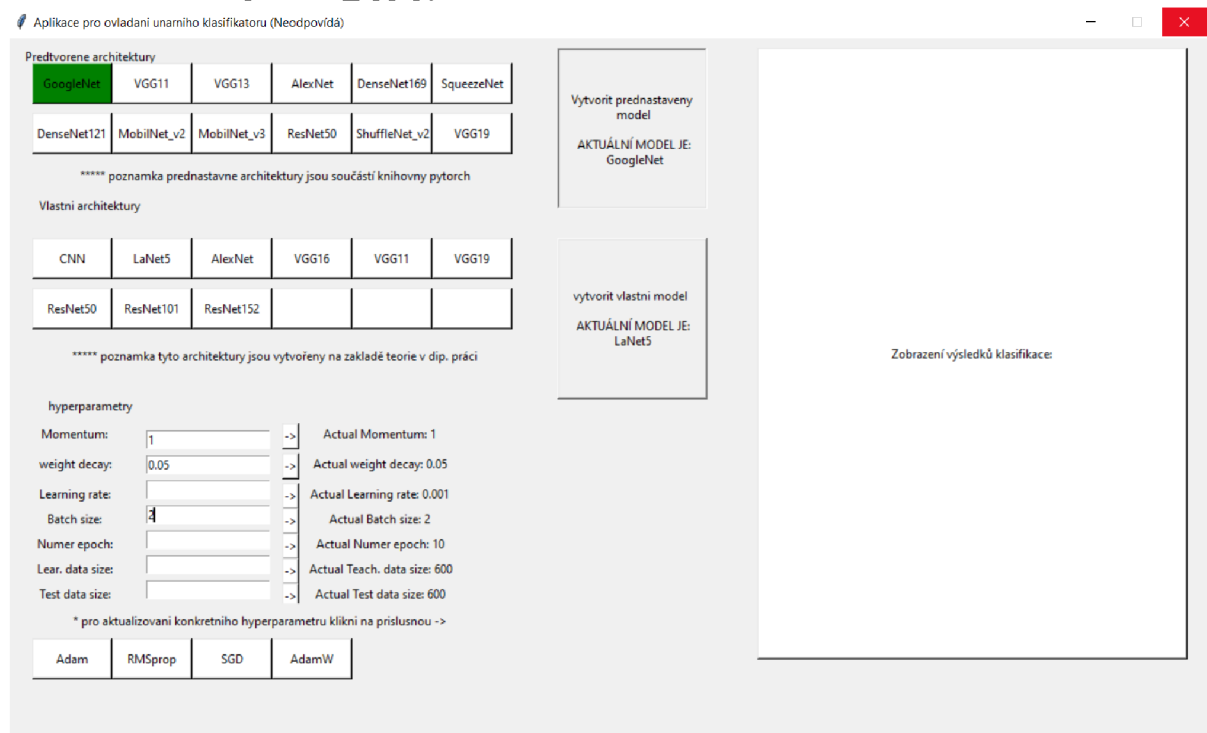 Aplikace pro ovladani unarniho klasifikatoru (Neodpovídá)
Predtvorene architektury
GoogleNet VGG11 VGG13 AlexNet DenseNet169 SqueezeNet
DenseNet121 MobilNet_v2 MobilNet_v3 ResNet50 ShuffleNet_v2 VGG19
***** poznamka prednastavne architektury jsou součástí knihovny pytorch
Vlastni architektury
CNN LaNet5 AlexNet VGG16 VGG11 VGG19
ResNet50 ResNet101 ResNet152
***** poznamka tyto architektury jsou vytvořeny na zakladě teorie v dip. práci
hyperparametry
Momentum: 1 -> Actual Momentum: 1
weight decay: 0.05 -> Actual weight decay: 0.05
Learning rate: -> Actual Learning rate: 0.001
Batch size: 2 -> Actual Batch size: 2
Numer epoch: -> Actual Numer epoch: 10
Lear. data size: -> Actual Teach. data size: 600
Test data size: -> Actual Test data size: 600
* pro aktualizovani konkretniho hyperparametru klikni na prislusnou ->
Adam RMSprop SGD AdamW
Vytvorit prednastaveny
model
AKTUÁLNÍ MODEL JE:
GoogleNet
vytvorit vlastni model
AKTUÁLNÍ MODEL JE:
LaNet5
Zobrazení výsledků klasifikace: